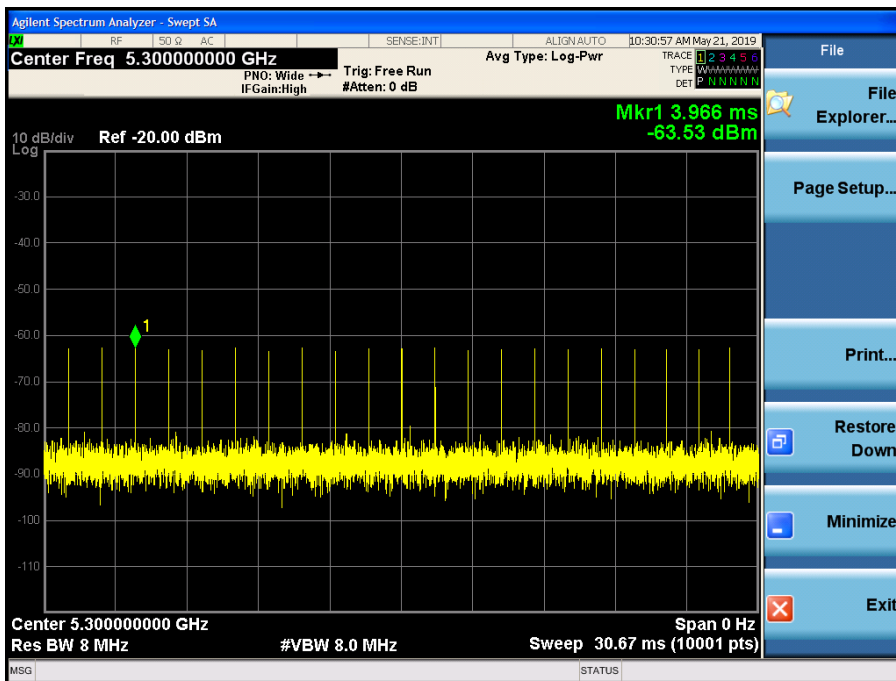 Agilent Spectrum Analyzer - Swept SA
LXI RF 50 Ω AC SENSE:INT ALIGN AUTO 10:30:57 AM May 21, 2019
Center Freq 5.300000000 GHz Avg Type: Log-Pwr TRACE 1 2 3 4 5 6
PNO: Wide Trig: Free Run TYPE WWWWWW
IFGain:High #Atten: 0 dB DET P N N N N N
Mkr1 3.966 ms
-63.53 dBm
10 dB/div Ref -20.00 dBm
Log
-30.0
-40.0
-50.0
-60.0
1
-70.0
-80.0
-90.0
-100
-110
Center 5.300000000 GHz Span 0 Hz
Res BW 8 MHz #VBW 8.0 MHz Sweep 30.67 ms (10001 pts)
MSG STATUS
File
File
Explorer...
Page Setup...
Print...
Restore
Down
Minimize
Exit